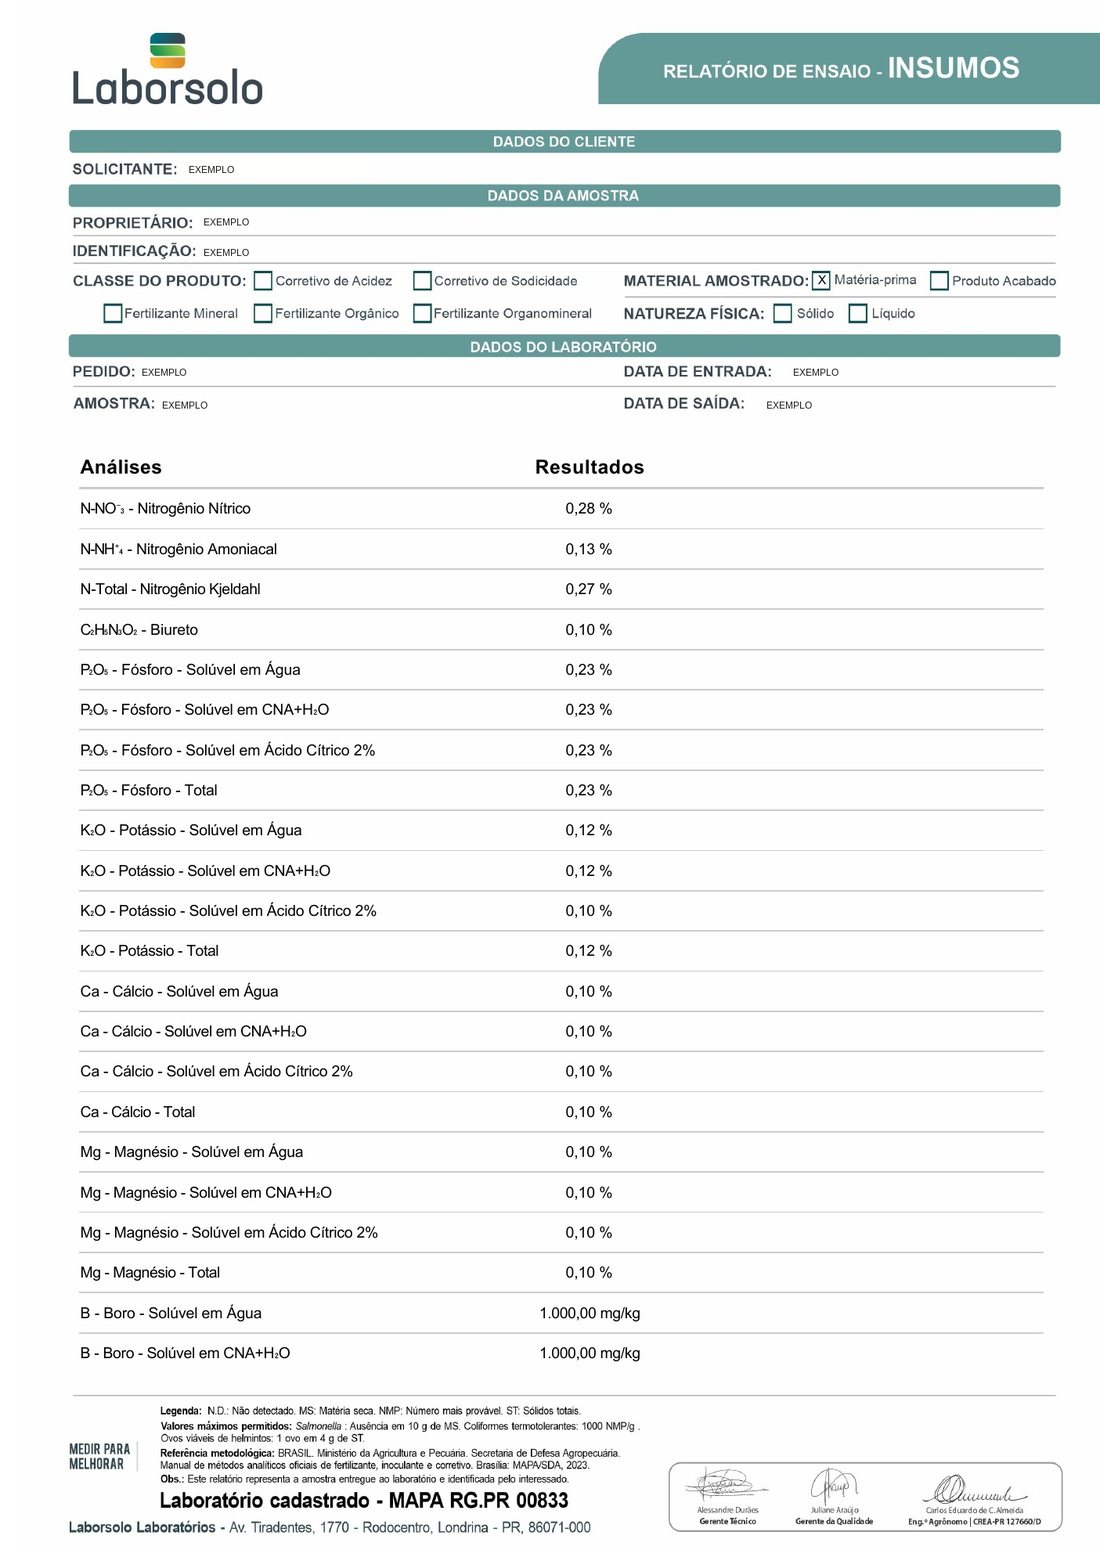 Laborsolo
RELATÓRIO DE ENSAIO - INSUMOS
DADOS DO CLIENTE
SOLICITANTE: EXEMPLO
DADOS DA AMOSTRA
PROPRIETÁRIO: EXEMPLO
IDENTIFICAÇÃO: EXEMPLO
CLASSE DO PRODUTO: Corretivo de Acidez Corretivo de Sodicidade MATERIAL AMOSTRADO: X Matéria-prima Produto Acabado
Fertilizante Mineral Fertilizante Orgânico Fertilizante Organomineral NATUREZA FÍSICA: Sólido Líquido
DADOS DO LABORATÓRIO
PEDIDO: EXEMPLO DATA DE ENTRADA: EXEMPLO
AMOSTRA: EXEMPLO DATA DE SAÍDA: EXEMPLO
Análises Resultados
N-NO⁻₃ - Nitrogênio Nítrico 0,28 %
N-NH⁺₄ - Nitrogênio Amoniacal 0,13 %
N-Total - Nitrogênio Kjeldahl 0,27 %
C₂H₅N₃O₂ - Biureto 0,10 %
P₂O₅ - Fósforo - Solúvel em Água 0,23 %
P₂O₅ - Fósforo - Solúvel em CNA+H₂O 0,23 %
P₂O₅ - Fósforo - Solúvel em Ácido Cítrico 2% 0,23 %
P₂O₅ - Fósforo - Total 0,23 %
K₂O - Potássio - Solúvel em Água 0,12 %
K₂O - Potássio - Solúvel em CNA+H₂O 0,12 %
K₂O - Potássio - Solúvel em Ácido Cítrico 2% 0,10 %
K₂O - Potássio - Total 0,12 %
Ca - Cálcio - Solúvel em Água 0,10 %
Ca - Cálcio - Solúvel em CNA+H₂O 0,10 %
Ca - Cálcio - Solúvel em Ácido Cítrico 2% 0,10 %
Ca - Cálcio - Total 0,10 %
Mg - Magnésio - Solúvel em Água 0,10 %
Mg - Magnésio - Solúvel em CNA+H₂O 0,10 %
Mg - Magnésio - Solúvel em Ácido Cítrico 2% 0,10 %
Mg - Magnésio - Total 0,10 %
B - Boro - Solúvel em Água 1.000,00 mg/kg
B - Boro - Solúvel em CNA+H₂O 1.000,00 mg/kg
MEDIR PARA
MELHORAR
Legenda: N.D.: Não detectado. MS: Matéria seca. NMP: Número mais provável. ST: Sólidos totais.
Valores máximos permitidos: Salmonella : Ausência em 10 g de MS. Coliformes termotolerantes: 1000 NMP/g .
Ovos viáveis de helmintos: 1 ovo em 4 g de ST.
Referência metodológica: BRASIL. Ministério da Agricultura e Pecuária. Secretaria de Defesa Agropecuária.
Manual de métodos analíticos oficiais de fertilizante, inoculante e corretivo. Brasília: MAPA/SDA, 2023.
Obs.: Este relatório representa a amostra entregue ao laboratório e identificada pelo interessado.
Laboratório cadastrado - MAPA RG.PR 00833
Laborsolo Laboratórios - Av. Tiradentes, 1770 - Rodocentro, Londrina - PR, 86071-000
Alessandre Durães Juliane Araújo Carlos Eduardo de C. Almeida
Gerente Técnico Gerente da Qualidade Eng.º Agrônomo | CREA-PR 127660/D